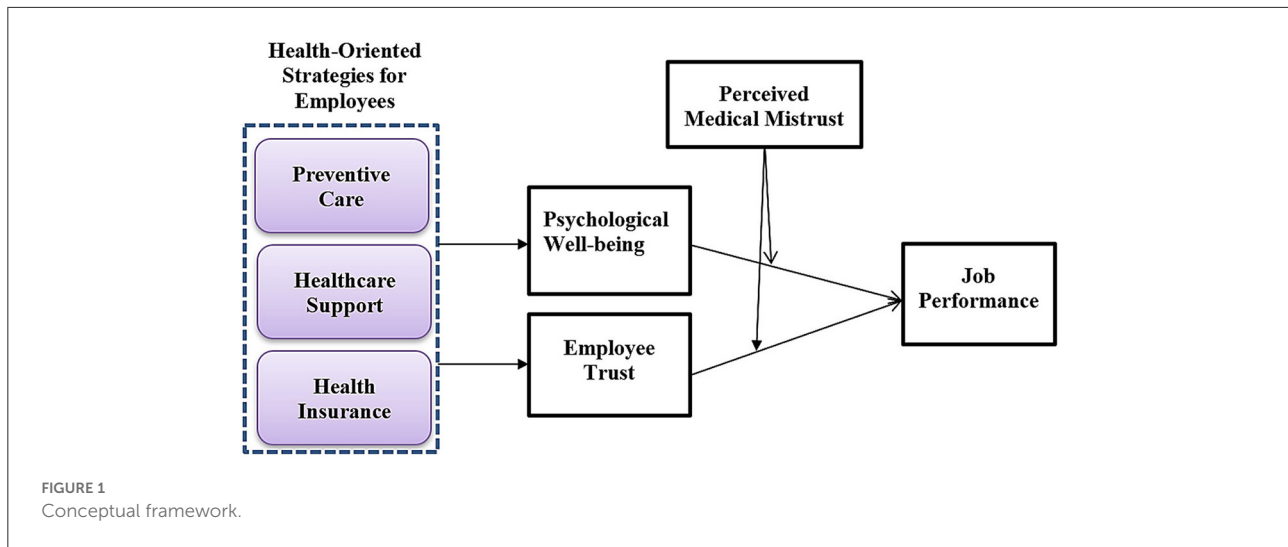 Health-Oriented
Strategies for
Employees
Preventive
Care
Healthcare
Support
Health
Insurance
Psychological
Well-being
Employee
Trust
Perceived
Medical Mistrust
Job
Performance
FIGURE 1
Conceptual framework.